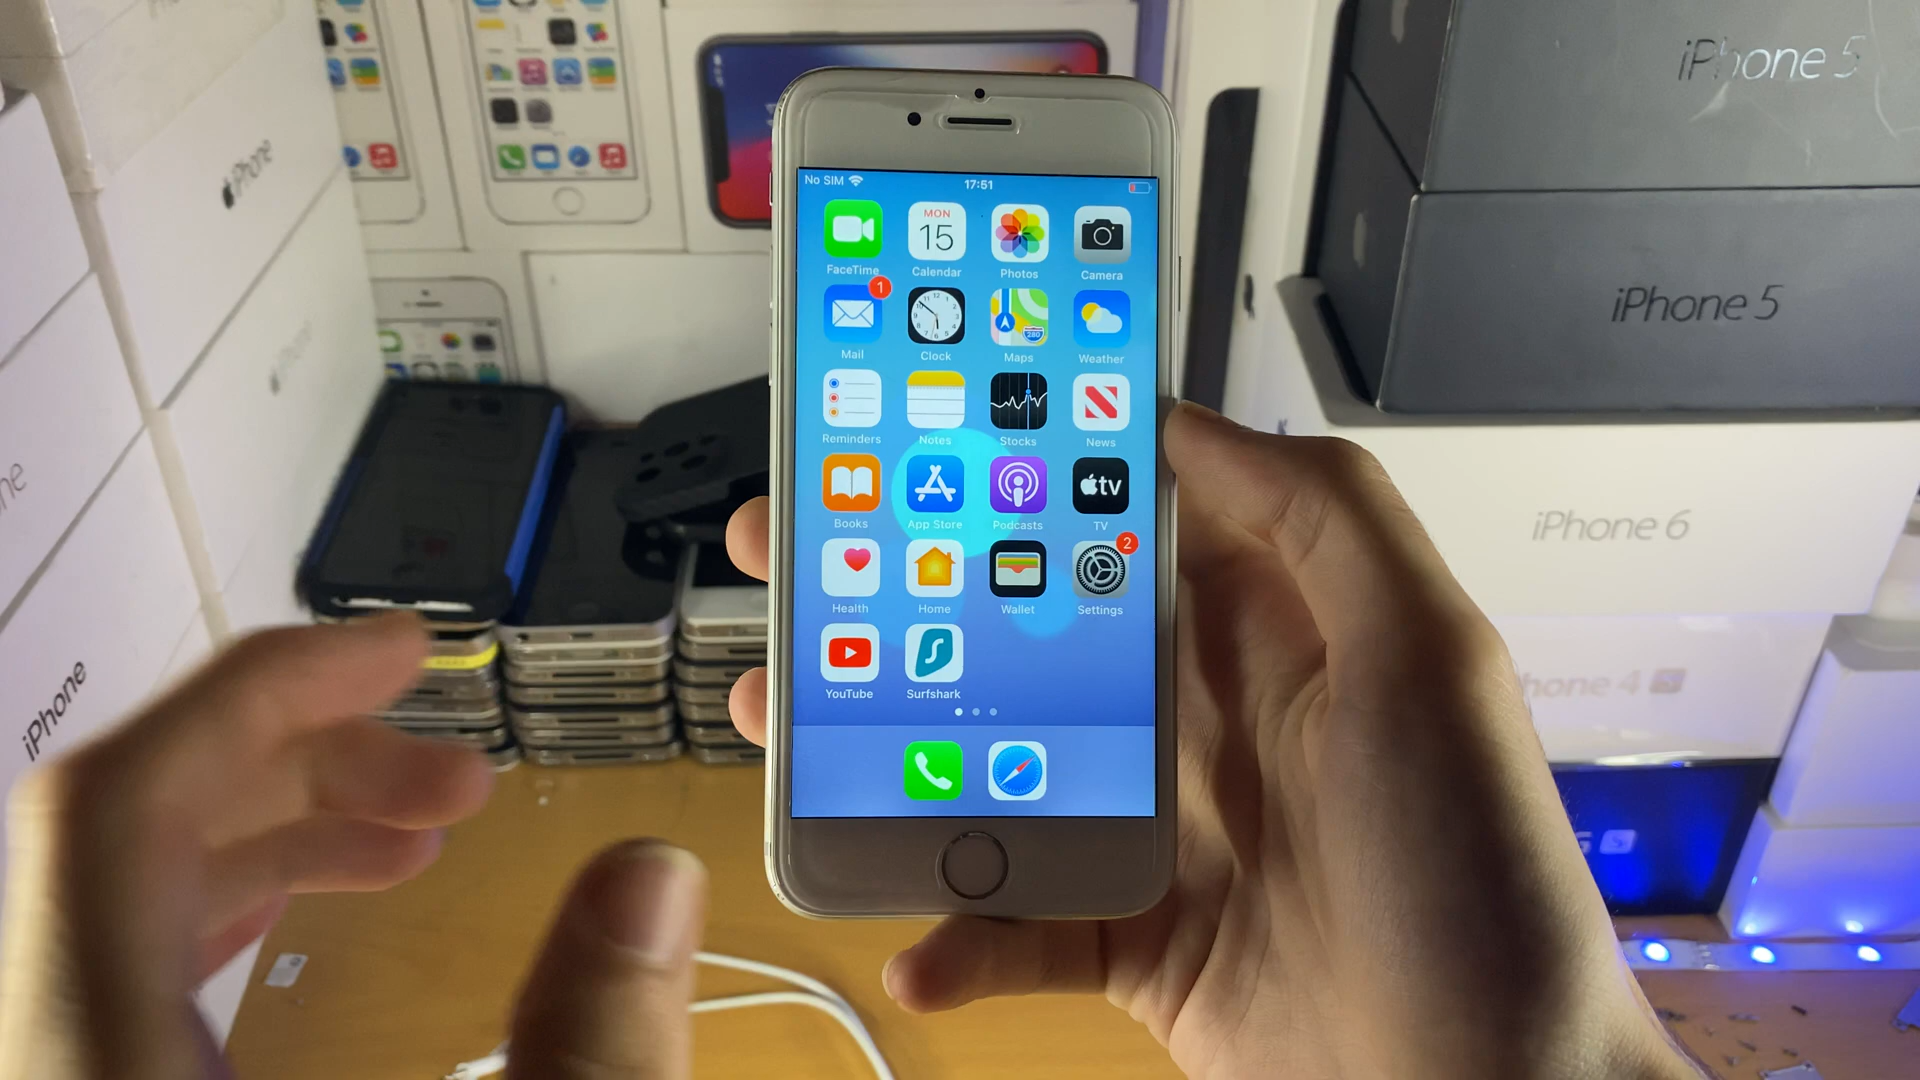 No SIM 17:51
MON
15
FaceTime Calendar Photos Camera
1
280
Mail Clock Maps Weather
Reminders Notes Stocks News
tv
Books App Store Podcasts TV
2
Health Home Wallet Settings
YouTube Surfshark
iPhone
iPhone
iPhone 5
iPhone 5
iPhone 6